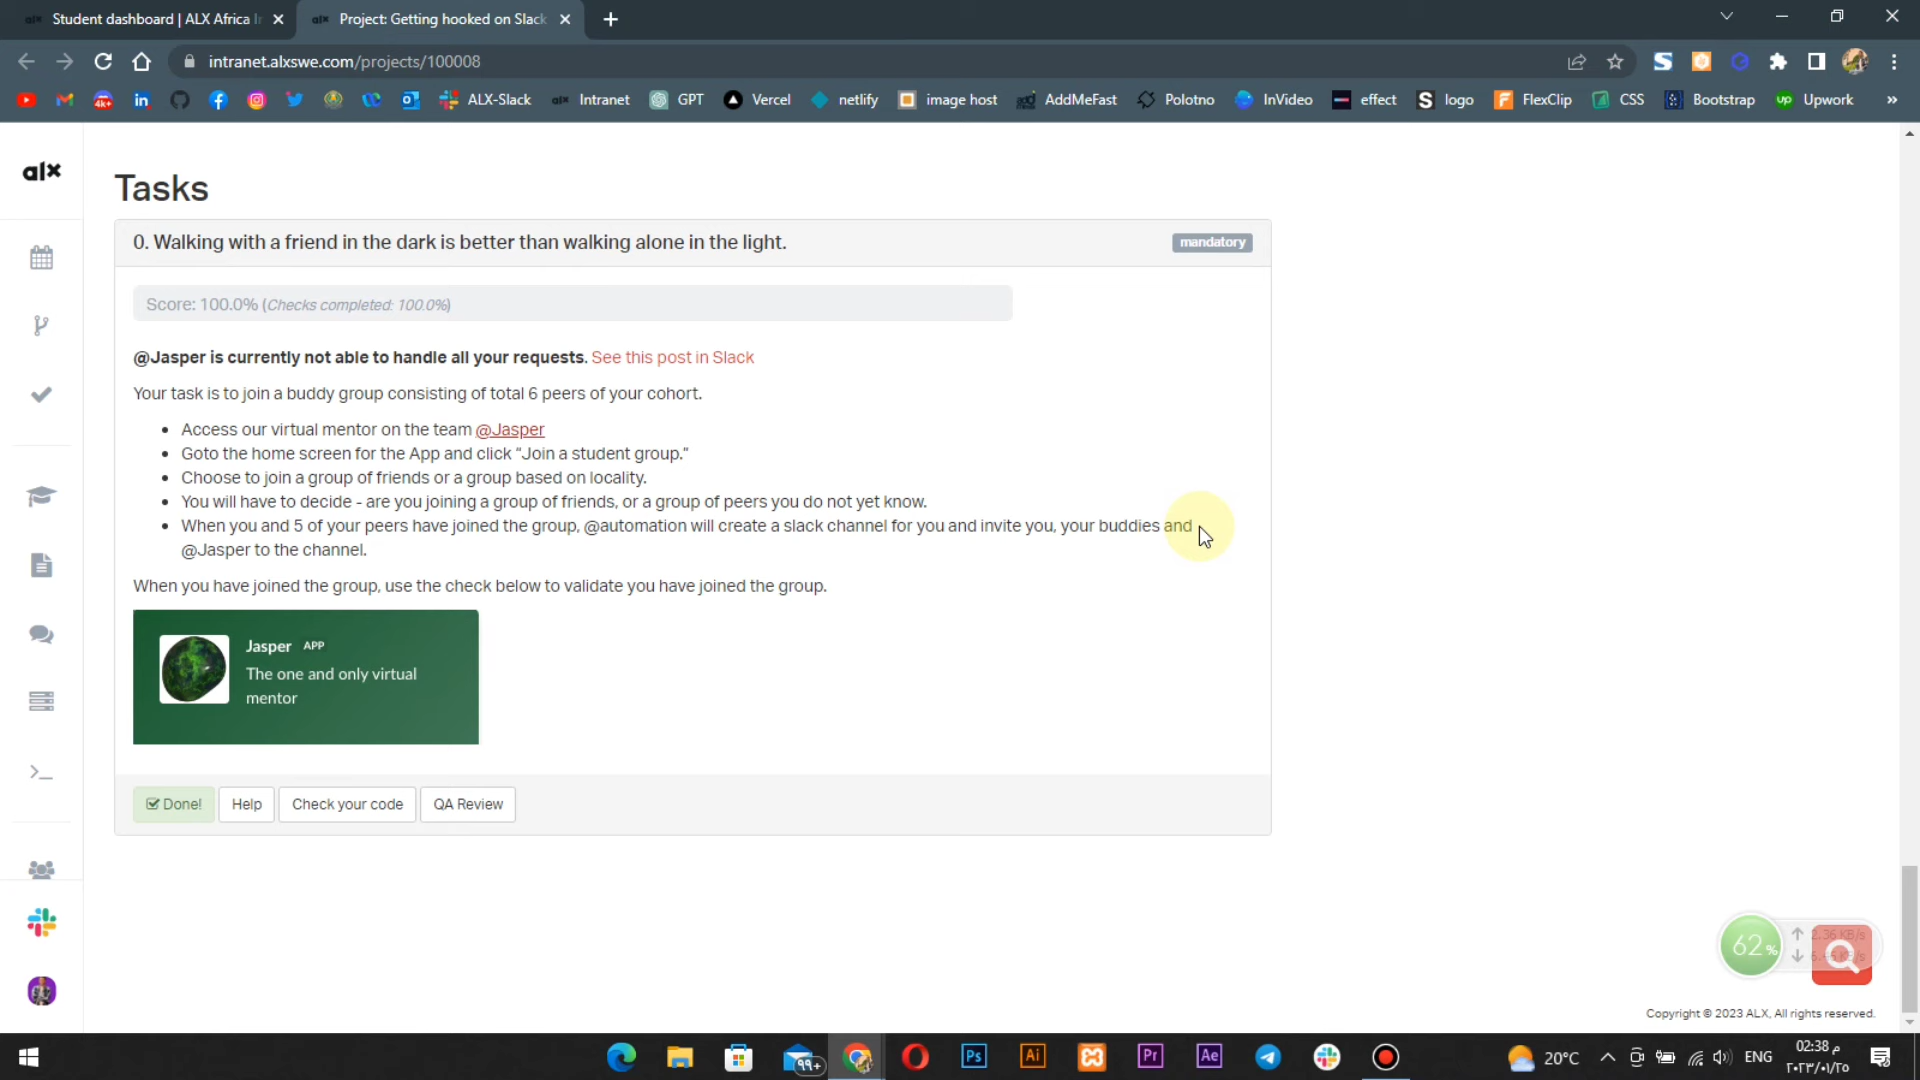 Student dashboard | ALX Africa
Project: Getting hooked on Slack
intranet.alxswe.com/projects/100008
ALX-Slack
Intranet
GPT
Vercel
netlify
image host
AddMeFast
Polotno
InVideo
effect
logo
FlexClip
CSS
Bootstrap
Upwork
alx
Tasks
0. Walking with a friend in the dark is better than walking alone in the light.
mandatory
Score: 100.0% (Checks completed: 100.0%)
@Jasper is currently not able to handle all your requests. See this post in Slack
Your task is to join a buddy group consisting of total 6 peers of your cohort.
Access our virtual mentor on the team @Jasper
Goto the home screen for the App and click “Join a student group.”
Choose to join a group of friends or a group based on locality.
You will have to decide - are you joining a group of friends, or a group of peers you do not yet know.
When you and 5 of your peers have joined the group, @automation will create a slack channel for you and invite you, your buddies and
@Jasper to the channel.
When you have joined the group, use the check below to validate you have joined the group.
Jasper APP
The one and only virtual
mentor
Done!
Help
Check your code
QA Review
62%
Copyright © 2023 ALX, All rights reserved.
Ps
Ai
Pr
Ae
99+
20°C
ENG
02:38 م
٢٠٢٣/٠١/٢٥